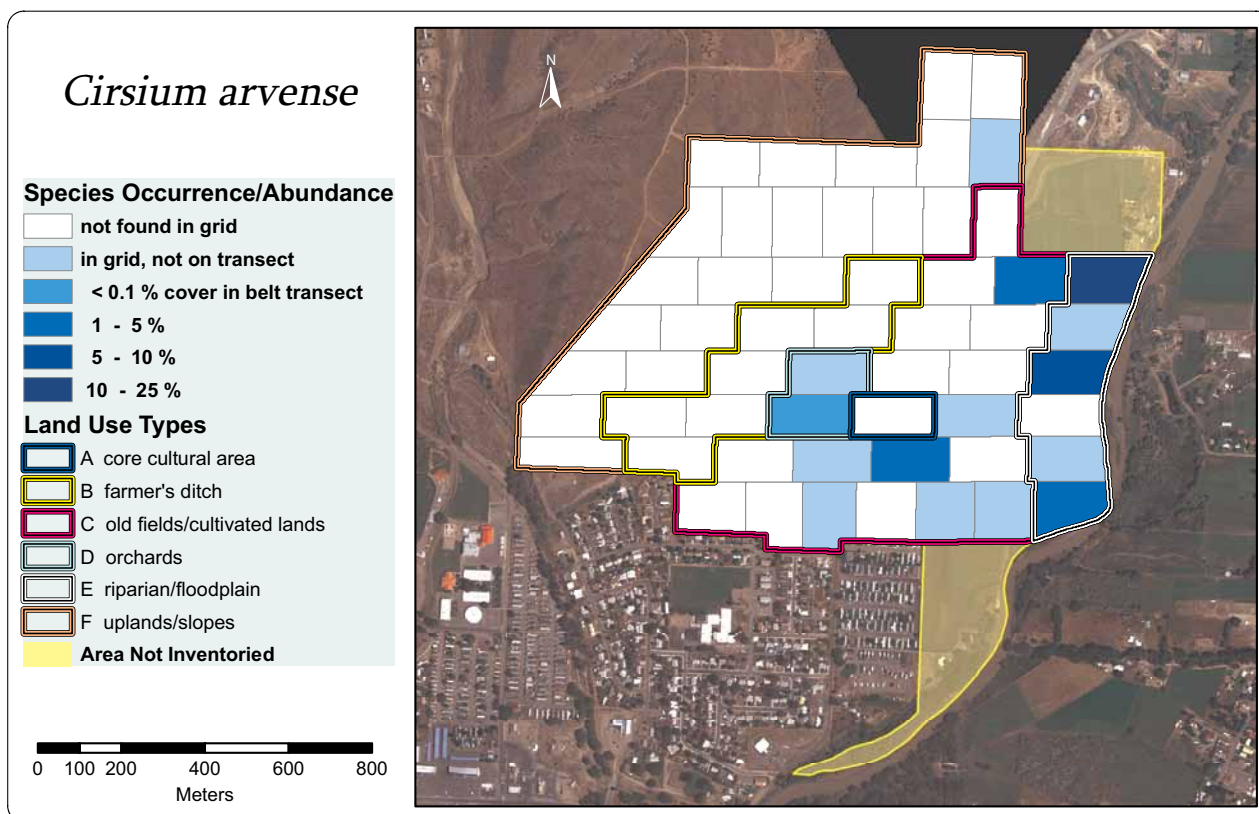 Cirsium arvense
Species Occurrence/Abundance
not found in grid
in grid, not on transect
< 0.1 % cover in belt transect
1 - 5 %
5 - 10 %
10 - 25 %
Land Use Types
A core cultural area
B farmer's ditch
C old fields/cultivated lands
D orchards
E riparian/floodplain
F uplands/slopes
Area Not Inventoried
0 100 200 400 600 800
Meters
N